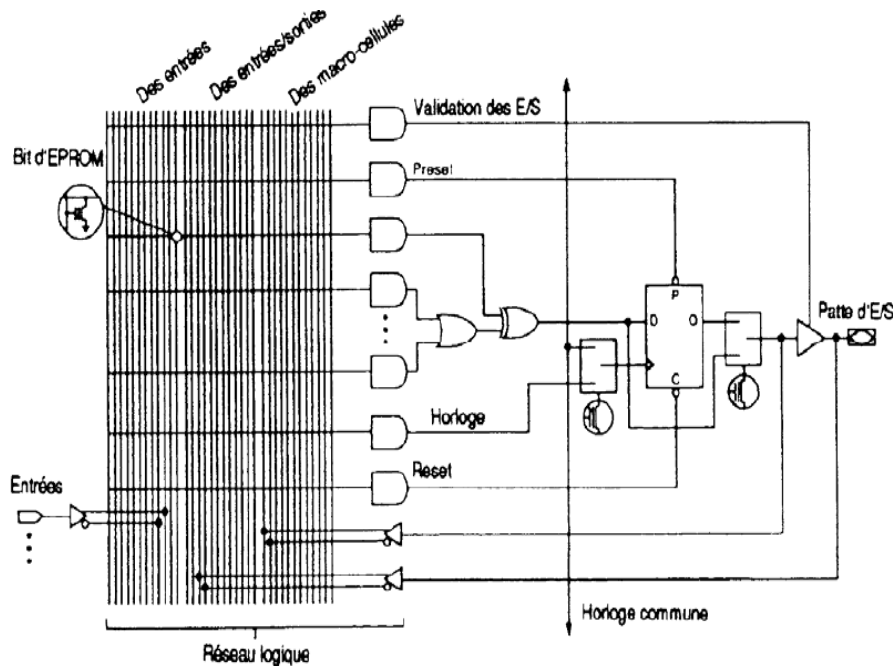 Des entrées
Des entrées/sorties
Des macro-cellules
Validation des E/S
Bit d'EPROM
Preset
P
Patte d'E/S
D
O
C
Horloge
Reset
Entrées
Horloge commune
Réseau logique